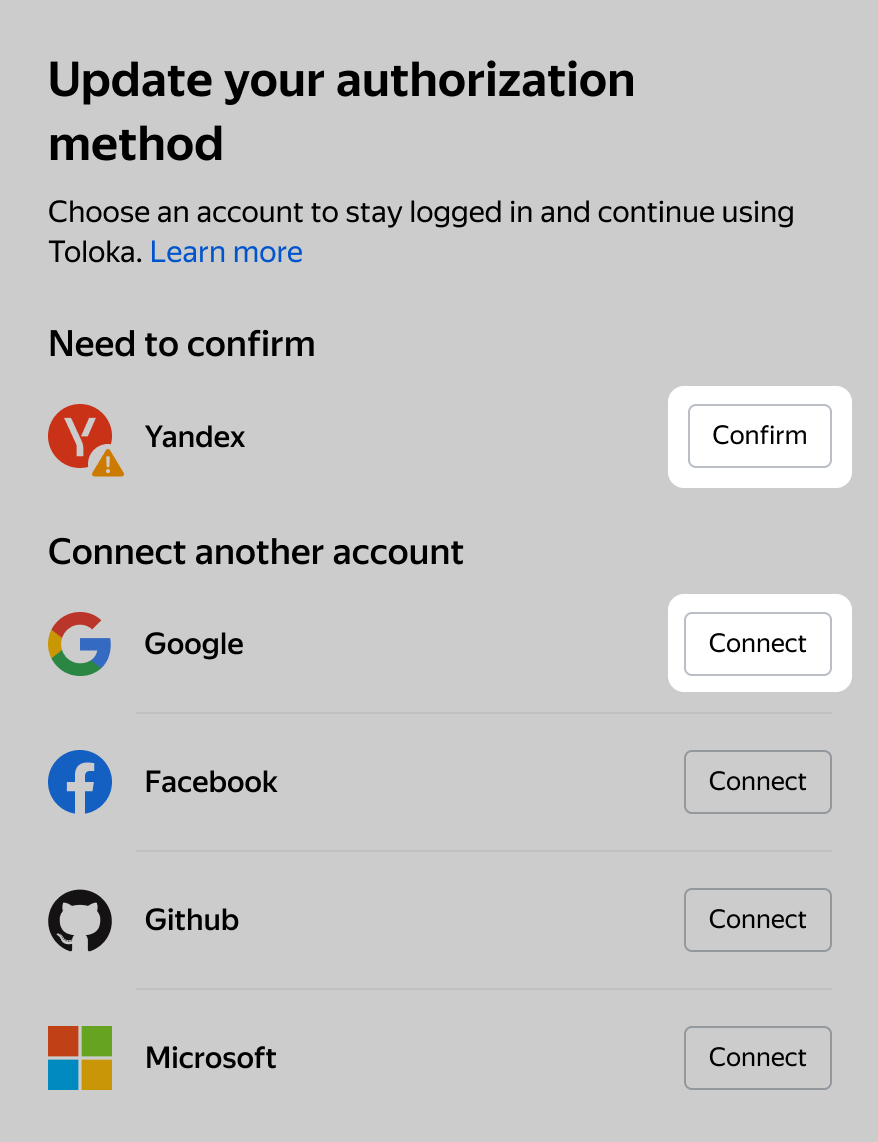 Update your authorization
method
Choose an account to stay logged in and continue using
Toloka. Learn more
Need to confirm
Yandex
Confirm
Connect another account
Google
Connect
Facebook
Connect
Github
Connect
Microsoft
Connect